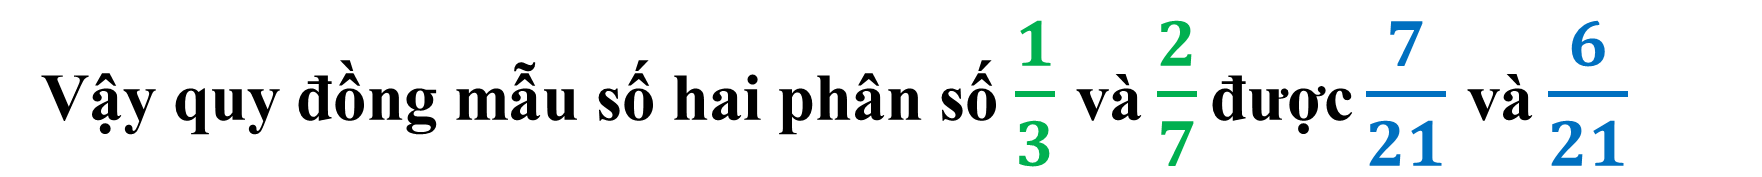 Vậy quy đồng mẫu số hai phân số 1/3 và 2/7 được 7/21 và 6/21